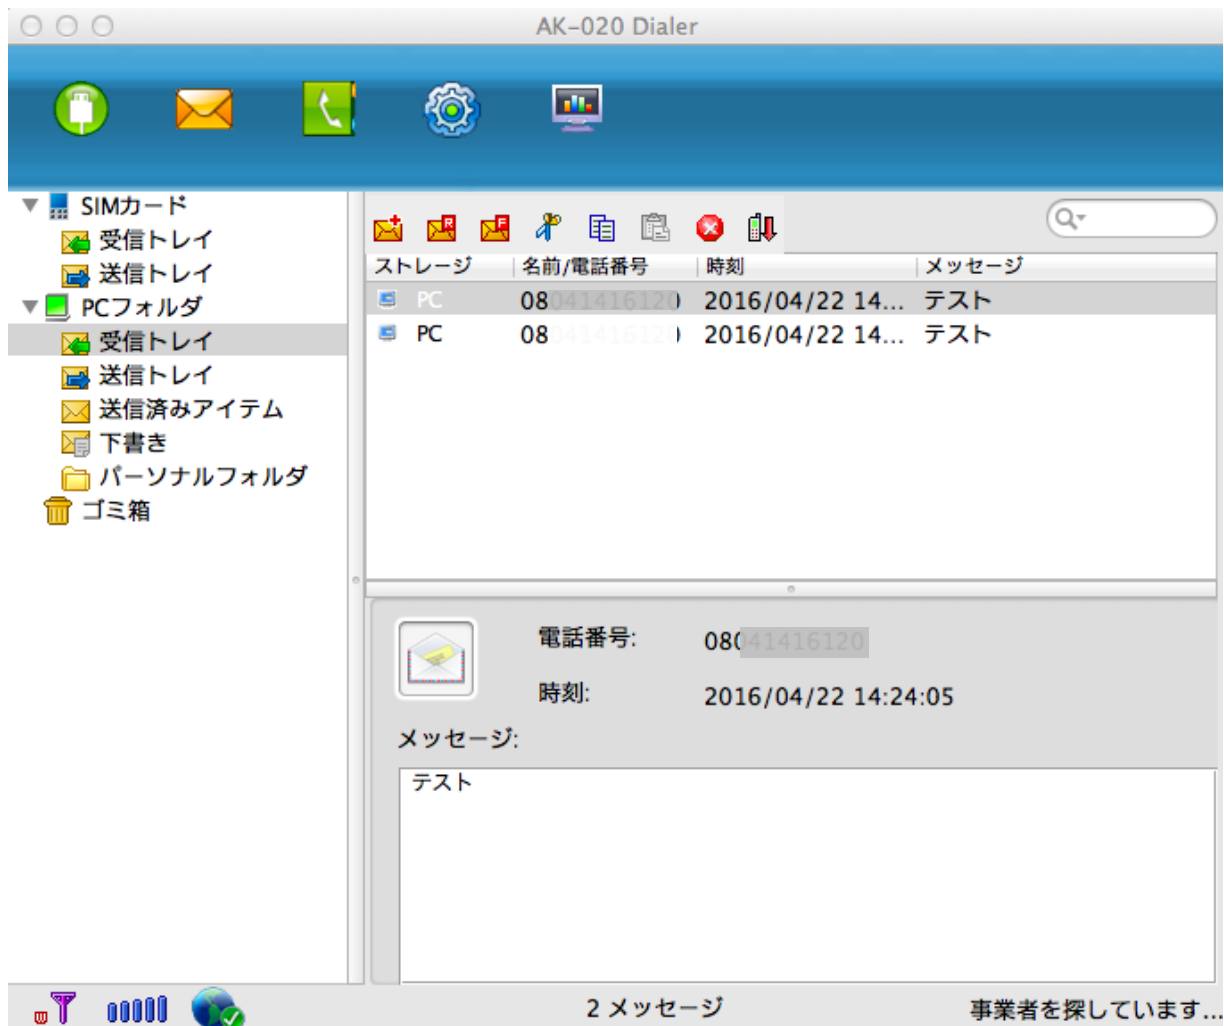 AK-020 Dialer
SIMカード
受信トレイ
送信トレイ
PCフォルダ
受信トレイ
送信トレイ
送信済みアイテム
下書き
パーソナルフォルダ
ゴミ箱
ストレージ 名前/電話番号 時刻 メッセージ
PC 08 2016/04/22 14... テスト
PC 08 2016/04/22 14... テスト
電話番号: 08
時刻: 2016/04/22 14:24:05
メッセージ:
テスト
2 メッセージ 事業者を探しています...